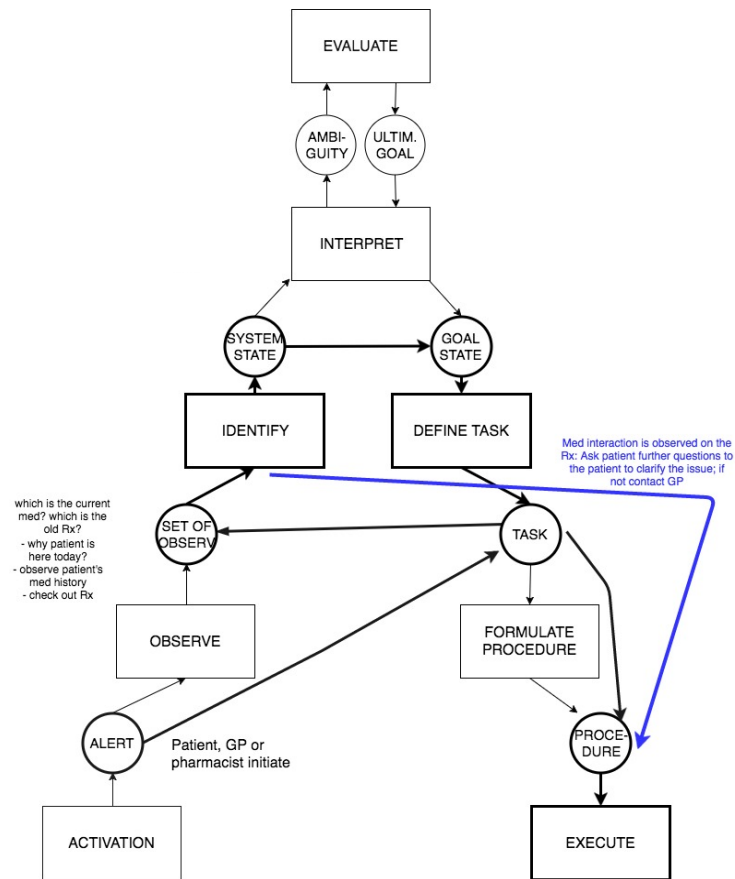 EVALUATE
AMBI-
GUITY
ULTIM.
GOAL
INTERPRET
SYSTEM
STATE
GOAL
STATE
IDENTIFY
DEFINE TASK
Med interaction is observed on the
Rx: Ask patient further questions to
the patient to clarify the issue; if
not contact GP
which is the current
med? which is the
old Rx?
- why patient is
here today?
- observe patient's
med history
- check out Rx
SET OF
OBSERV
TASK
OBSERVE
FORMULATE
PROCEDURE
ALERT
Patient, GP or
pharmacist initiate
PROCE-
DURE
ACTIVATION
EXECUTE